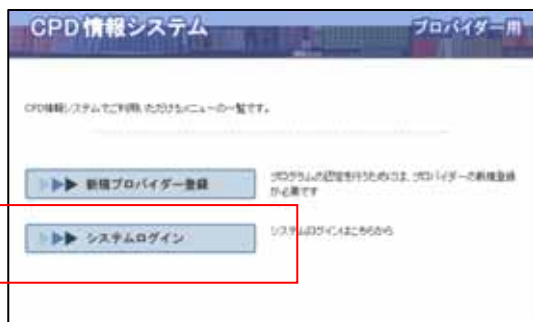 CPD情報システム
プロバイダー用
CPD情報システムでご利用いただけるメニューの一覧です。
新規プロバイダー登録
プログラムの認定を行うためには、プロバイダーの新規登録
が必要です
システムログイン
システムログインはこちらから